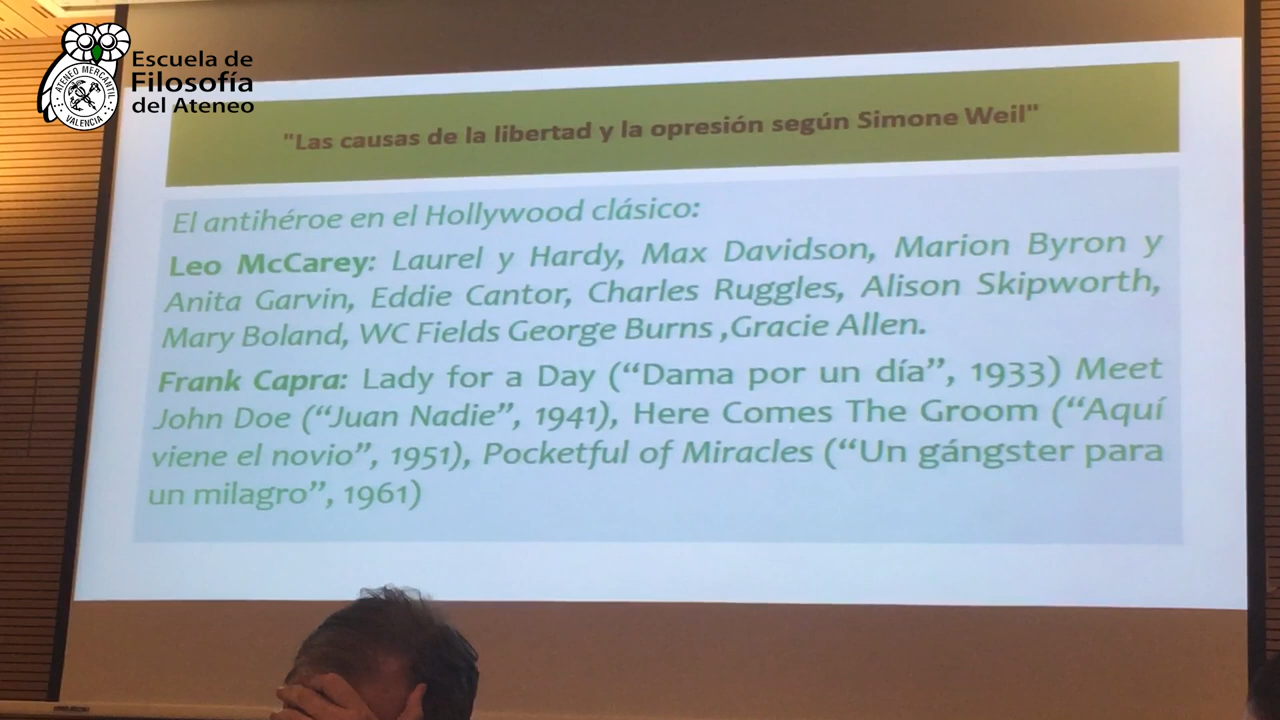 Escuela de
Filosofía
del Ateneo
ATENEO MERCANTIL
VALENCIA
"Las causas de la libertad y la opresión según Simone Weil"
El antihéroe en el Hollywood clásico:
Leo McCarey: Laurel y Hardy, Max Davidson, Marion Byron y
Anita Garvin, Eddie Cantor, Charles Ruggles, Alison Skipworth,
Mary Boland, WC Fields George Burns ,Gracie Allen.
Frank Capra: Lady for a Day (“Dama por un día”, 1933) Meet
John Doe (“Juan Nadie”, 1941), Here Comes The Groom (“Aquí
viene el novio”, 1951), Pocketful of Miracles (“Un gángster para
un milagro”, 1961)